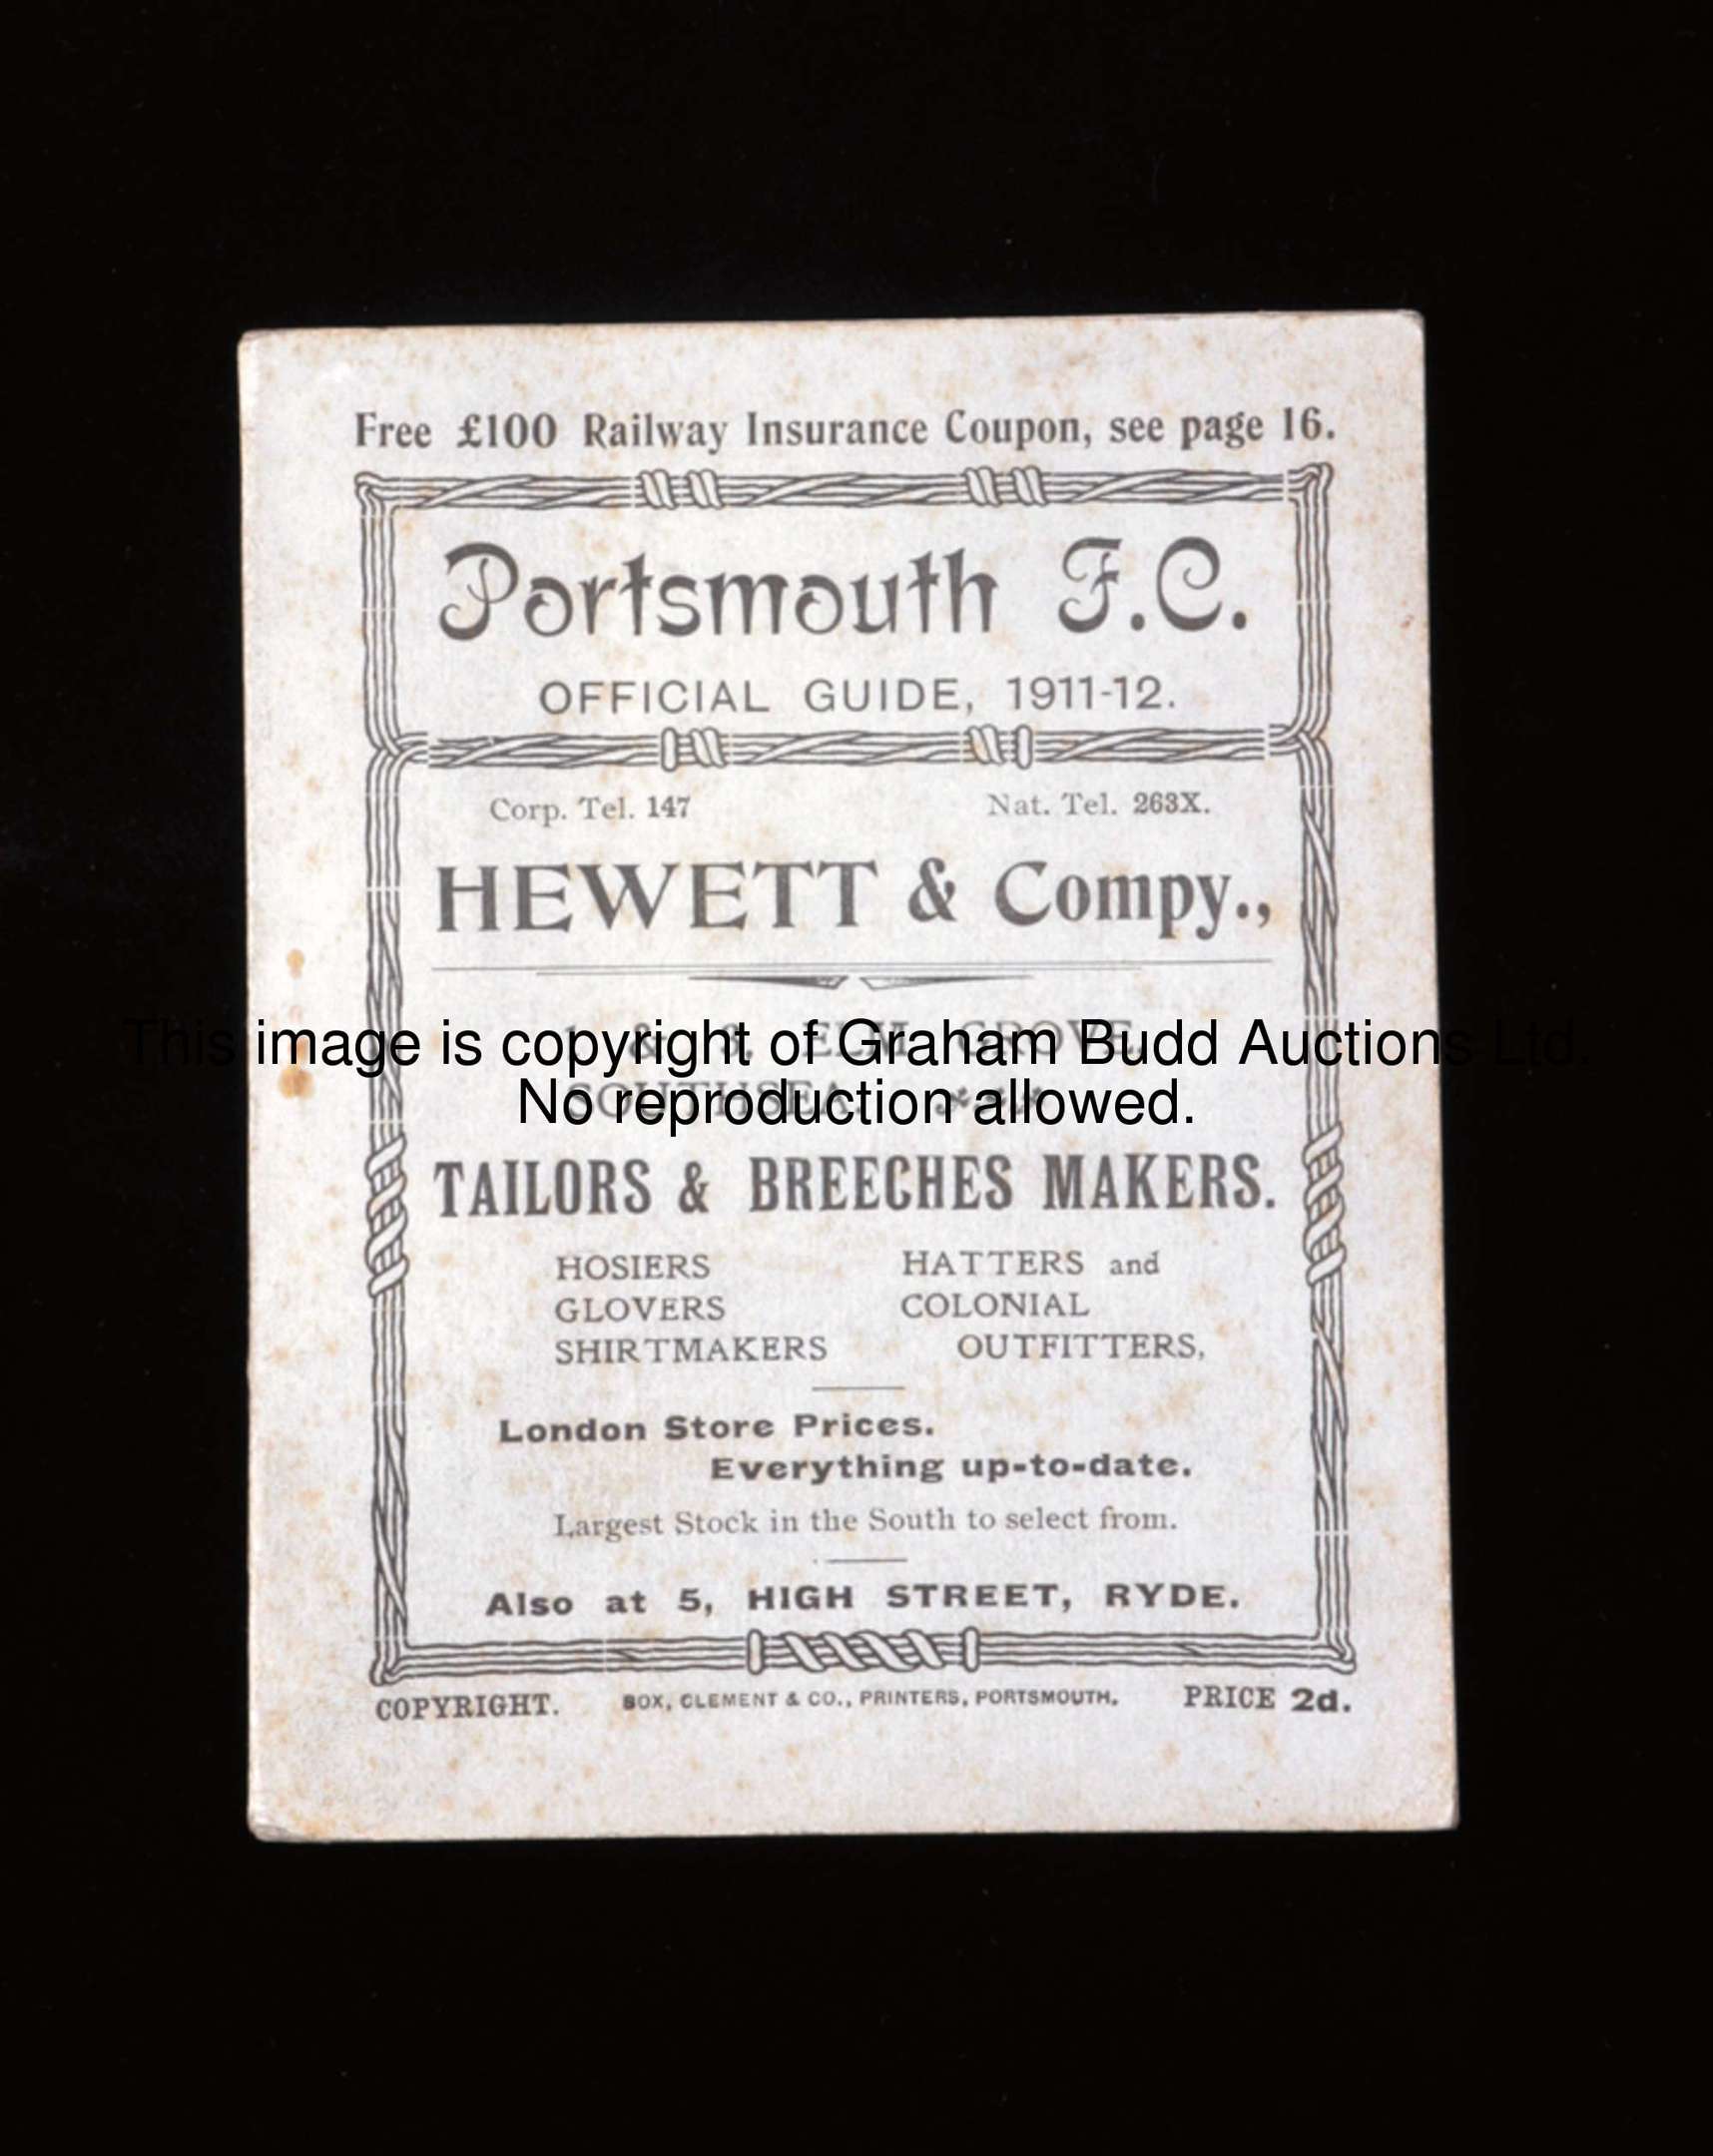 Free £100 Railway Insurance Coupon, see page 16.
Portsmouth F.C.
OFFICIAL GUIDE, 1911-12.
Corp. Tel. 147 Nat. Tel. 263X.
HEWETT & Compy.,
ELM GROVE,
This image is copyright of Graham Budd Auctions Ltd.
SOUTHSEA.
No reproduction allowed.
TAILORS & BREECHES MAKERS.
HOSIERS HATTERS and
GLOVERS COLONIAL
SHIRTMAKERS OUTFITTERS,
London Store Prices.
Everything up-to-date.
Largest Stock in the South to select from.
Also at 5, HIGH STREET, RYDE.
COPYRIGHT. BOX, CLEMENT & CO., PRINTERS, PORTSMOUTH. PRICE 2d.